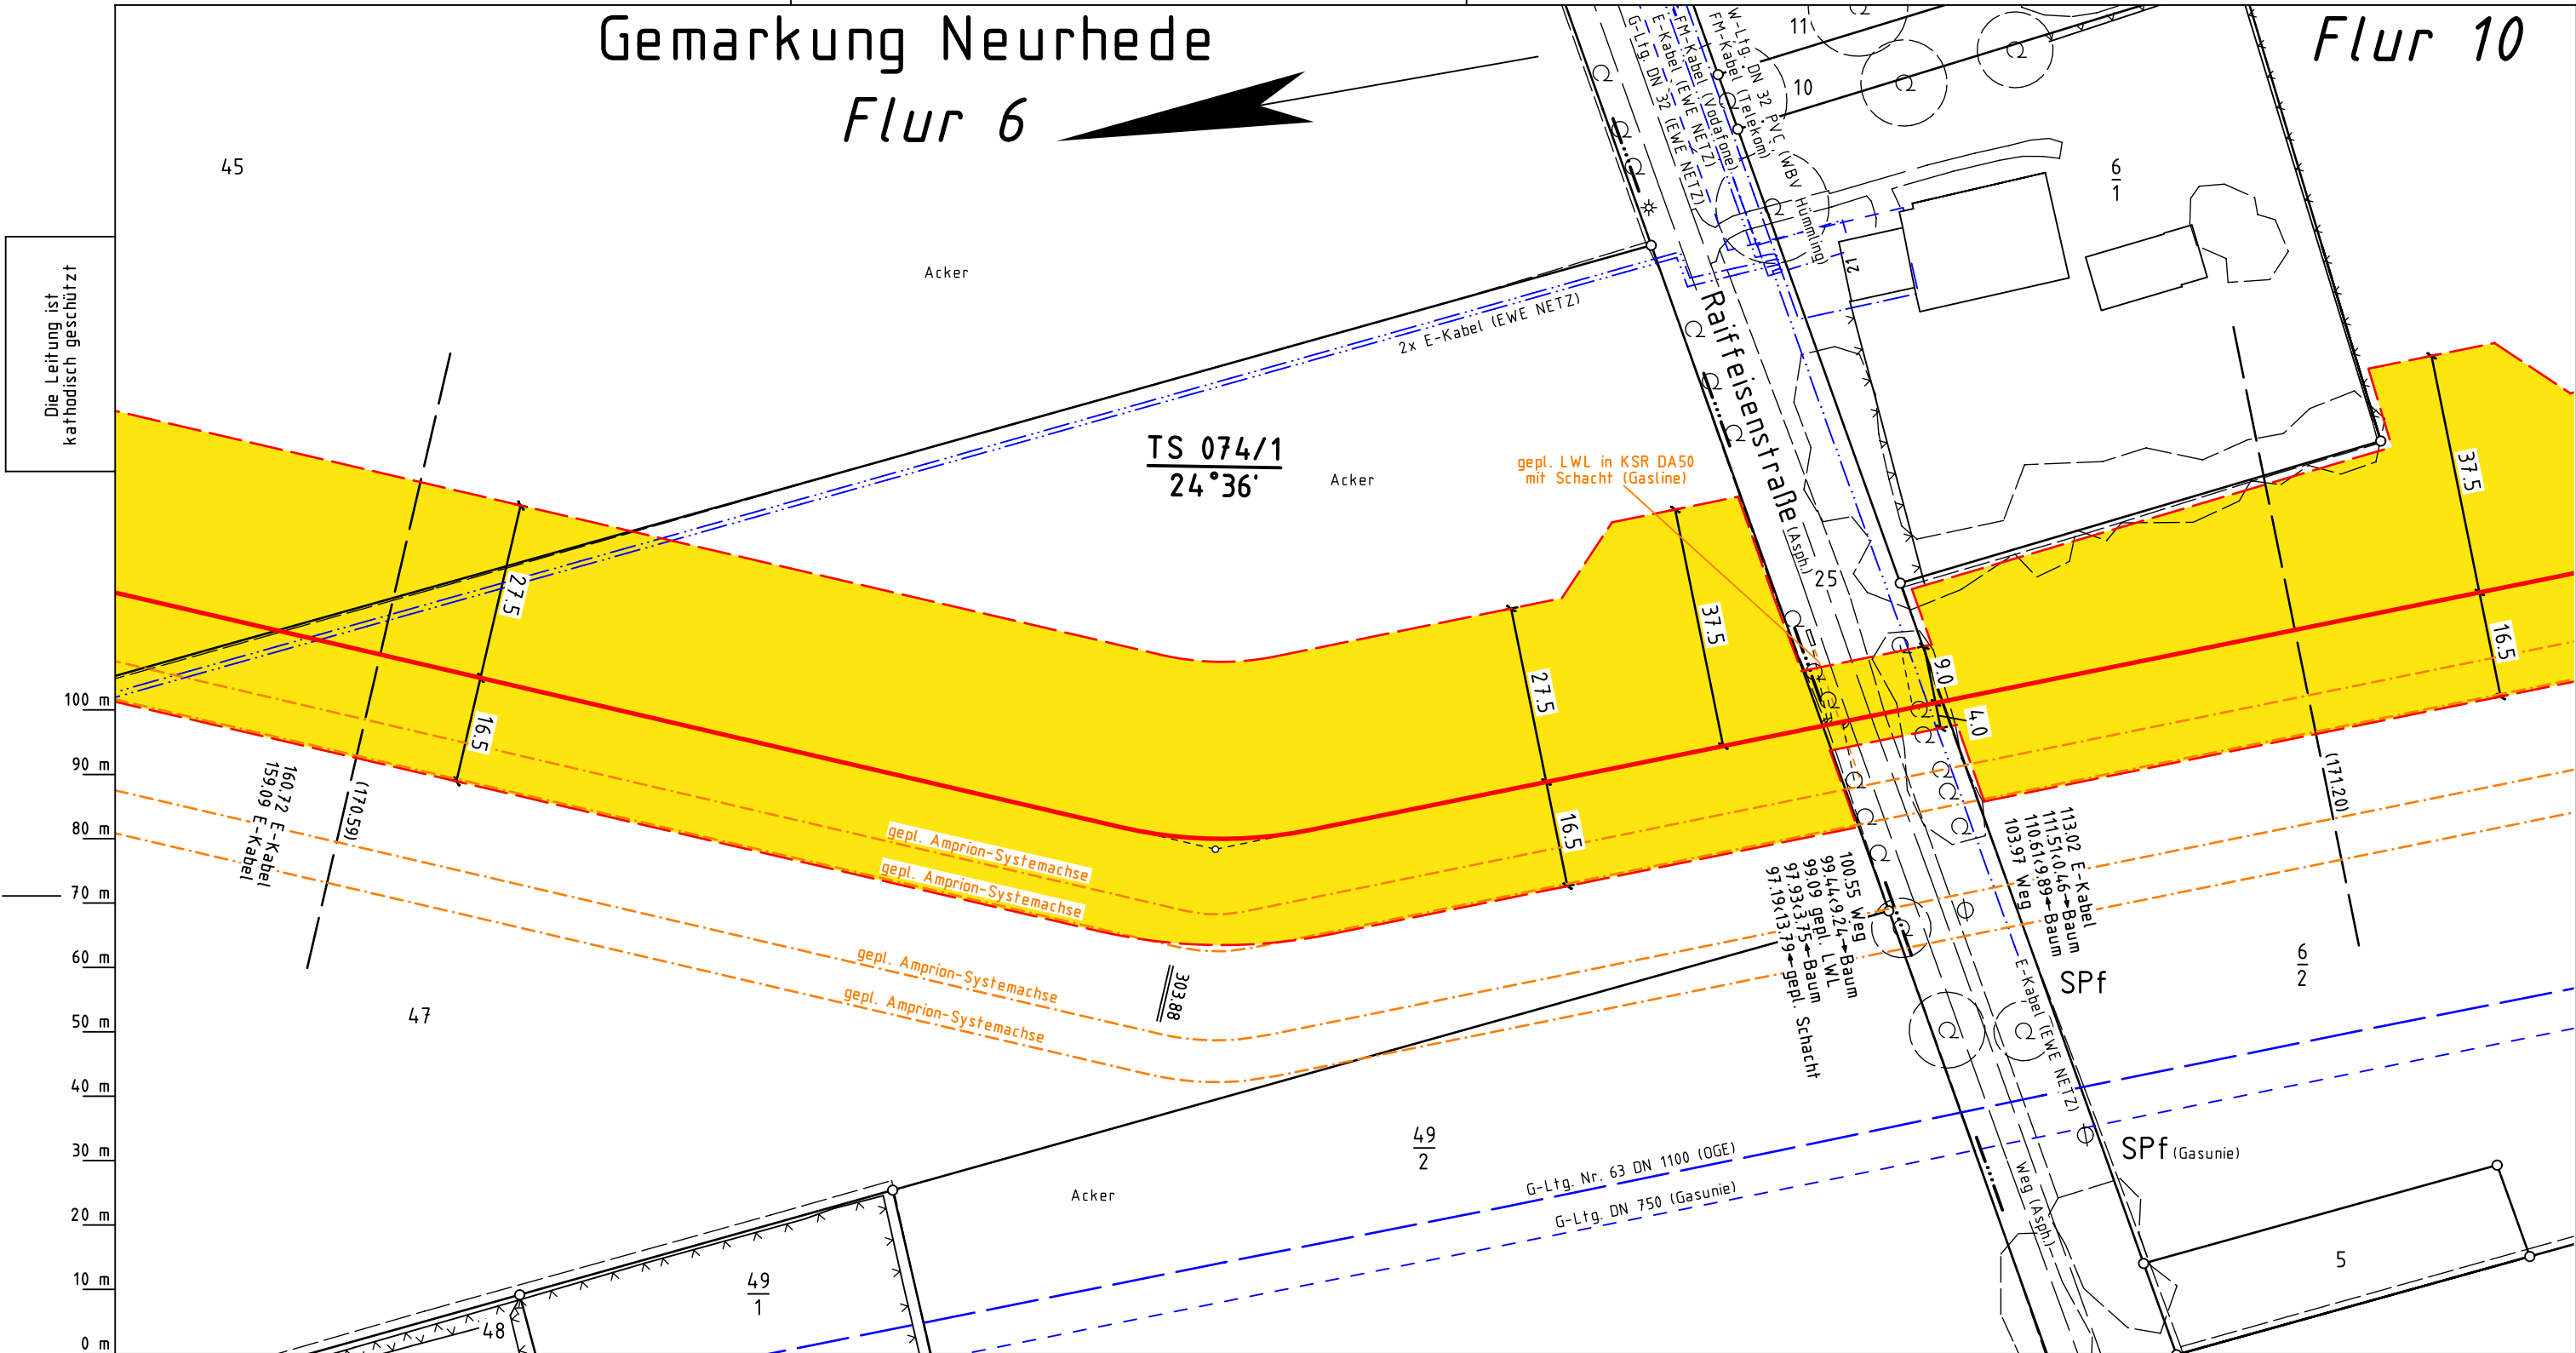 Gemarkung Neurhede
Flur 6
Flur 10
45
Die Leitung ist
kathodisch geschützt
Acker
2x E-Kabel (EWE NETZ)
G-Ltg. DN 32 (EWE NETZ)
E-Kabel (EWE NETZ)
FM-Kabel (Vodafone)
FM-Kabel (Telekom)
W-Ltg. DN 32 PVC (WBV Hümmling)
11
10
6
1
21
Raiffeisenstraße (Asph.)
25
TS 074/1
24°36'
Acker
gepl. LWL in KSR DA50
mit Schacht (Gasline)
27.5
16.5
27.5
16.5
37.5
9.0
4.0
37.5
16.5
100 m
90 m
80 m
70 m
60 m
50 m
40 m
30 m
20 m
10 m
0 m
160.72 E-Kabel
159.09 E-Kabel
(170.59)
(171.20)
gepl. Amprion-Systemachse
gepl. Amprion-Systemachse
gepl. Amprion-Systemachse
gepl. Amprion-Systemachse
303.88
100.55 Weg
99.44<9.24→Baum
99.09 gepl. LWL
97.93<3.75→Baum
97.19<13.79→gepl. Schacht
113.02 E-Kabel
111.51<0.46→Baum
110.61<9.89→Baum
103.97 Weg
47
SPf
6
2
E-Kabel (EWE NETZ)
49
2
G-Ltg. Nr. 63 DN 1100 (OGE)
G-Ltg. DN 750 (Gasunie)
SPf (Gasunie)
Weg (Asph.)
Acker
49
1
48
5